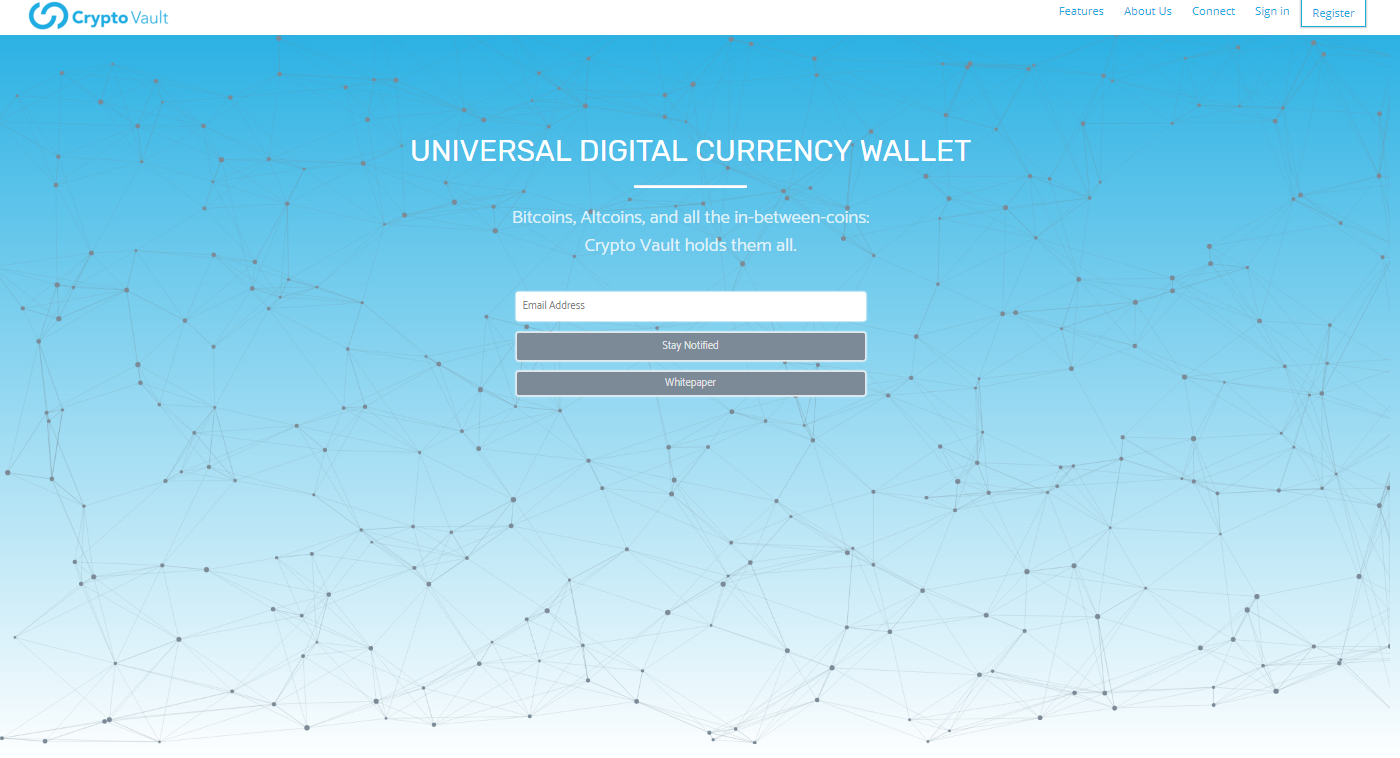 Crypto Vault
Features About Us Connect Sign in Register
UNIVERSAL DIGITAL CURRENCY WALLET
Bitcoins, Altcoins, and all the in-between-coins:
Crypto Vault holds them all.
Email Address
Stay Notified
Whitepaper